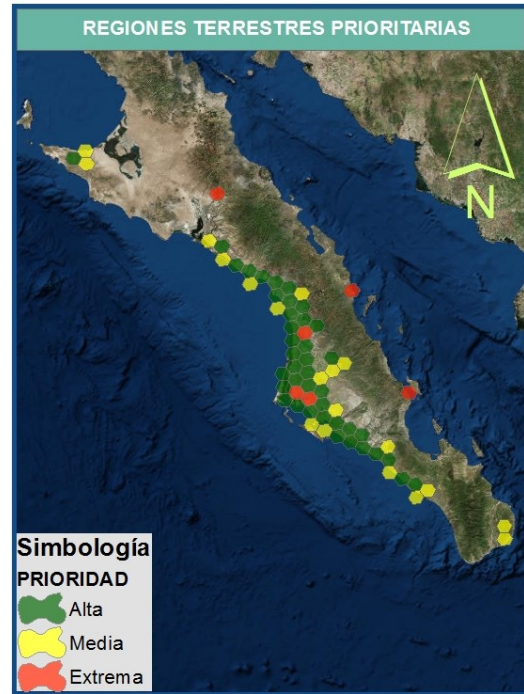 REGIONES TERRESTRES PRIORITARIAS
N
Simbología
PRIORIDAD
Alta
Media
Extrema